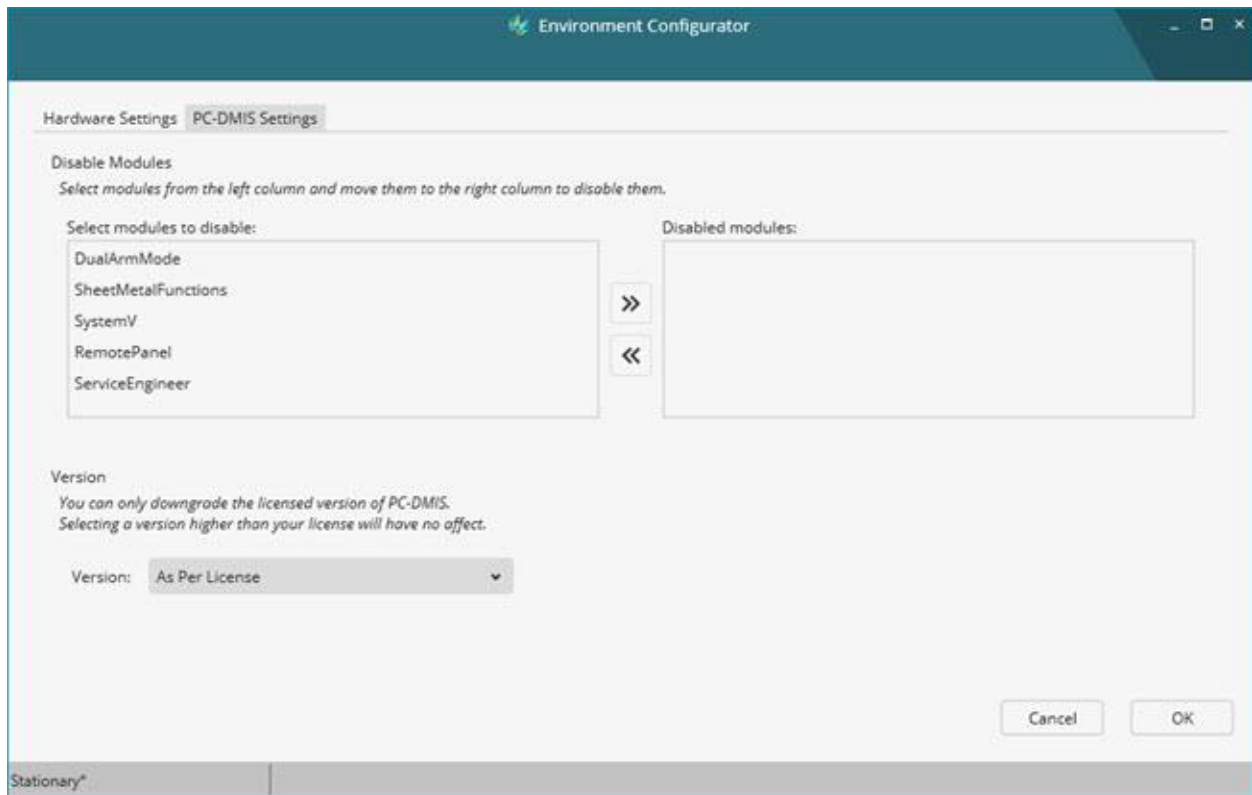 Environment Configurator
Hardware Settings PC-DMIS Settings
Disable Modules
Select modules from the left column and move them to the right column to disable them.
Select modules to disable: Disabled modules:
DualArmMode
SheetMetalFunctions
SystemV
RemotePanel
ServiceEngineer
Version
You can only downgrade the licensed version of PC-DMIS.
Selecting a version higher than your license will have no affect.
Version: As Per License
Cancel OK
Stationary*